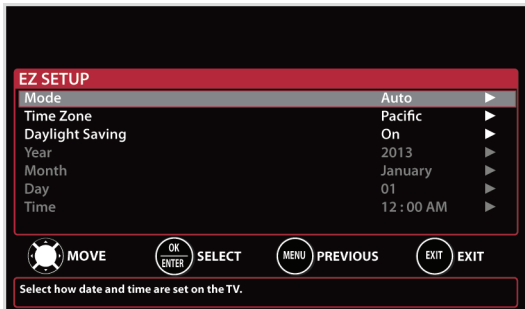 EZ SETUP
Mode Auto
Time Zone Pacific
Daylight Saving On
Year 2013
Month January
Day 01
Time 12 : 00 AM
MOVE OK ENTER SELECT MENU PREVIOUS EXIT EXIT
Select how date and time are set on the TV.